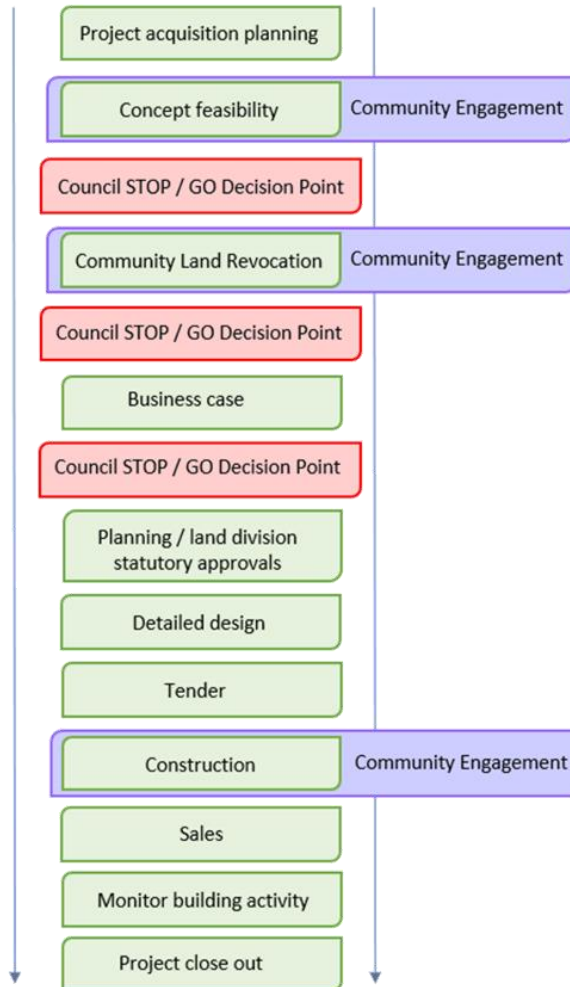 Project acquisition planning
Concept feasibility
Community Engagement
Council STOP / GO Decision Point
Community Land Revocation
Community Engagement
Council STOP / GO Decision Point
Business case
Council STOP / GO Decision Point
Planning / land division
statutory approvals
Detailed design
Tender
Construction
Community Engagement
Sales
Monitor building activity
Project close out